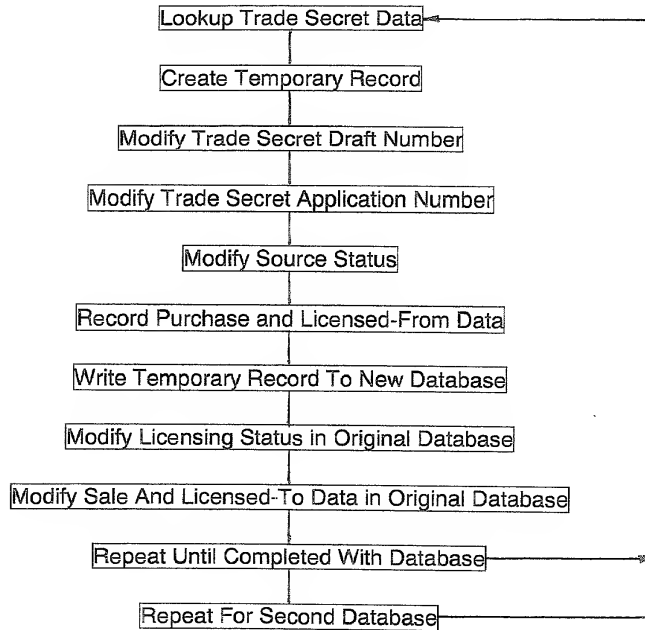 Lookup Trade Secret Data
Create Temporary Record
Modify Trade Secret Draft Number
Modify Trade Secret Application Number
Modify Source Status
Record Purchase and Licensed-From Data
Write Temporary Record To New Database
Modify Licensing Status in Original Database
Modify Sale And Licensed-To Data in Original Database
Repeat Until Completed With Database
Repeat For Second Database